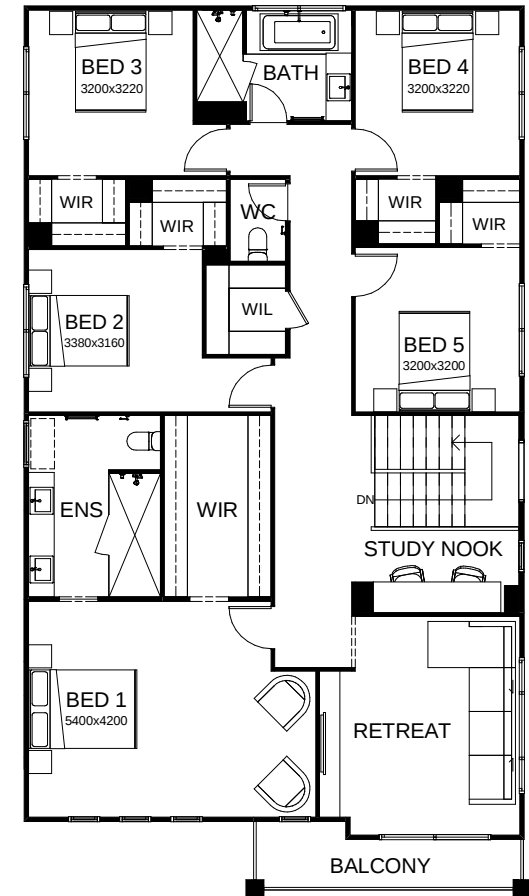 BATH
BED 3
3200x3220
BED 4
3200x3220
WIR
WIR
WC
WIR
WIR
WIL
BED 2
3380x3160
BED 5
3200x3200
DN
ENS
WIR
STUDY NOOK
BED 1
5400x4200
RETREAT
BALCONY